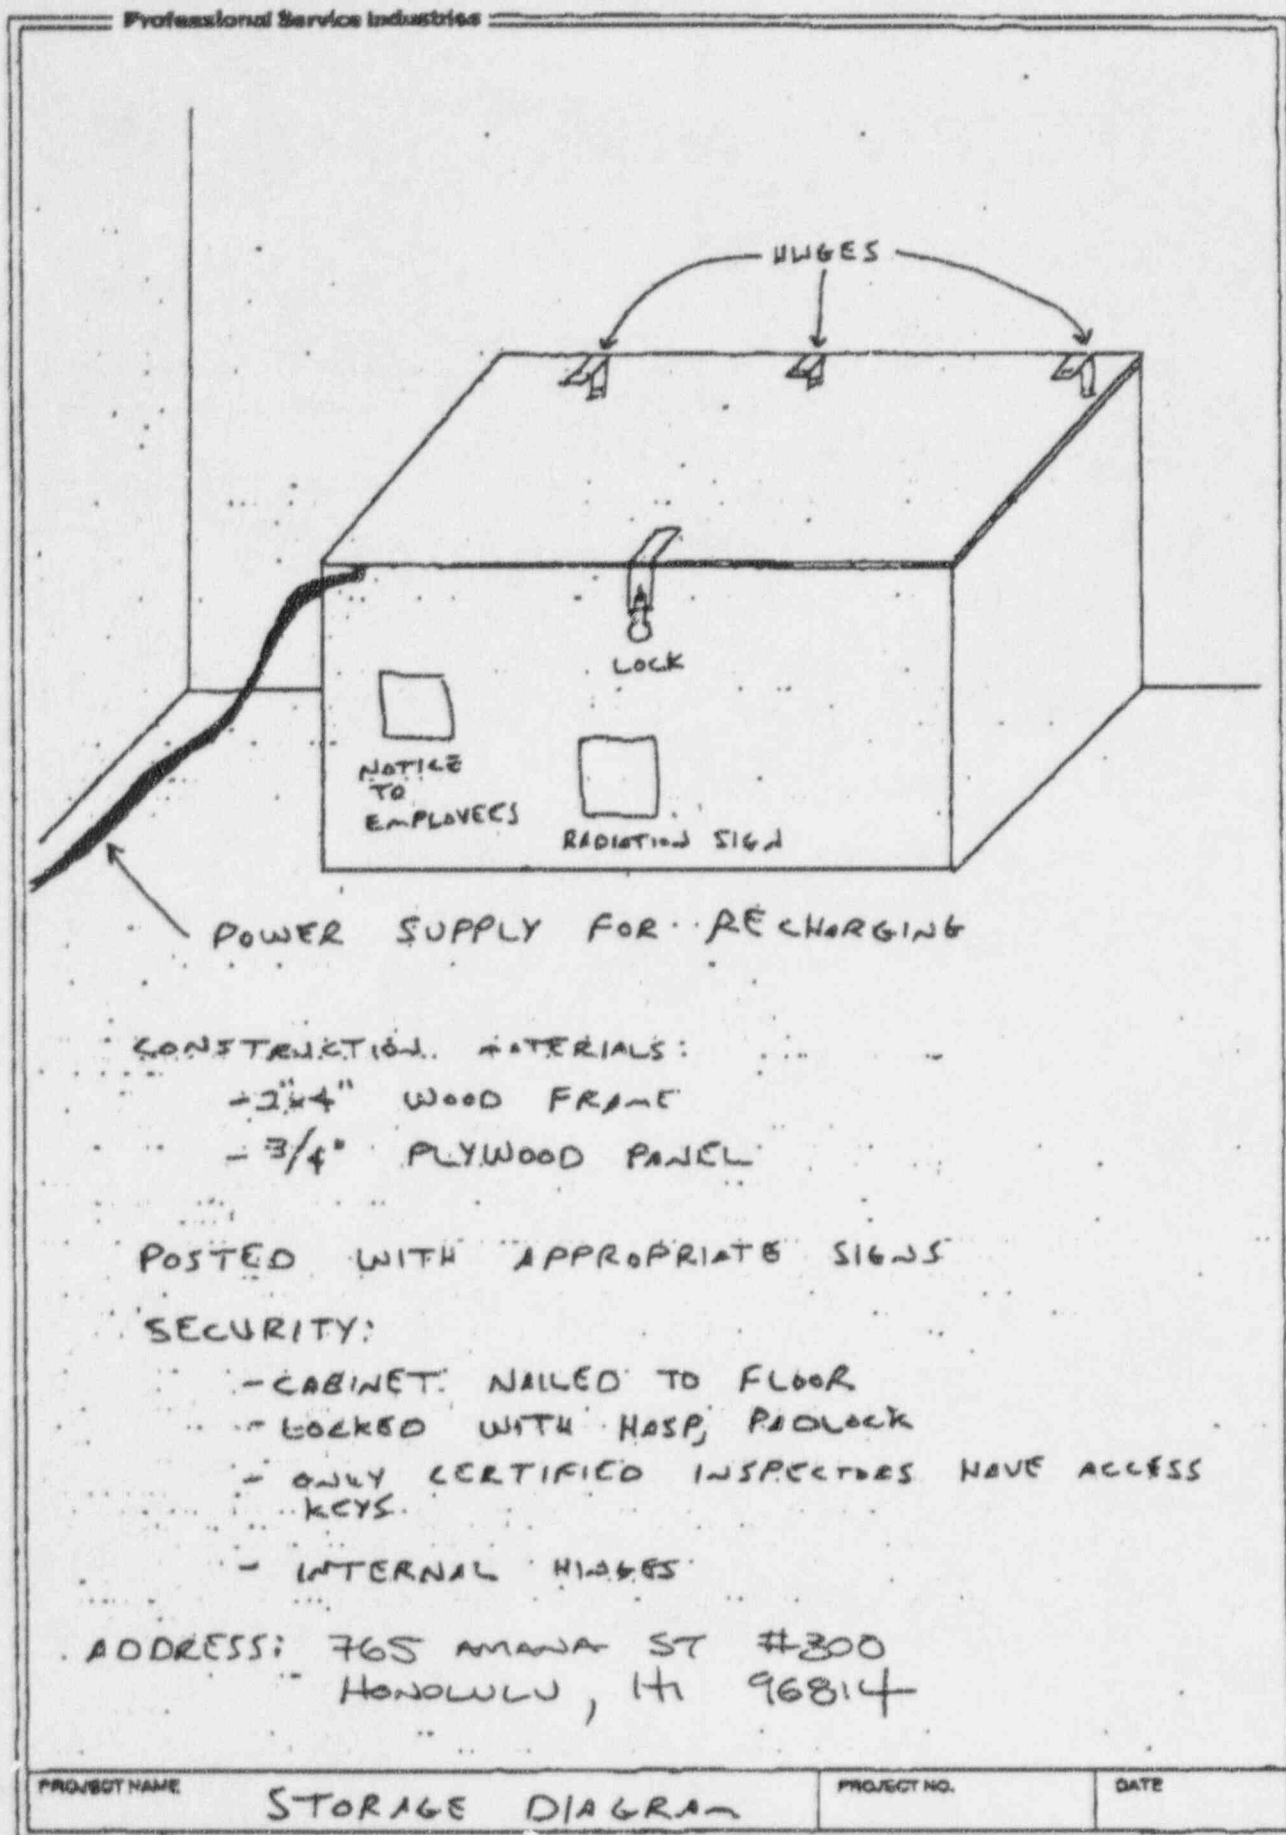 Professional Service Industries
HINGES
LOCK
NOTICE
TO
EMPLOYEES
RADIATION SIGN
POWER SUPPLY FOR RECHARGING
CONSTRUCTION MATERIALS:
- 2"x4" WOOD FRAME
- 3/4" PLYWOOD PANEL
POSTED WITH APPROPRIATE SIGNS
SECURITY:
- CABINET NAILED TO FLOOR
- LOCKED WITH HASP, PADLOCK
- ONLY CERTIFIED INSPECTORS HAVE ACCESS
KEYS.
- INTERNAL HINGES
ADDRESS: 765 AMANA ST #300
HONOLULU, HI 96814
PROJECT NAME
STORAGE DIAGRAM
PROJECT NO.
DATE